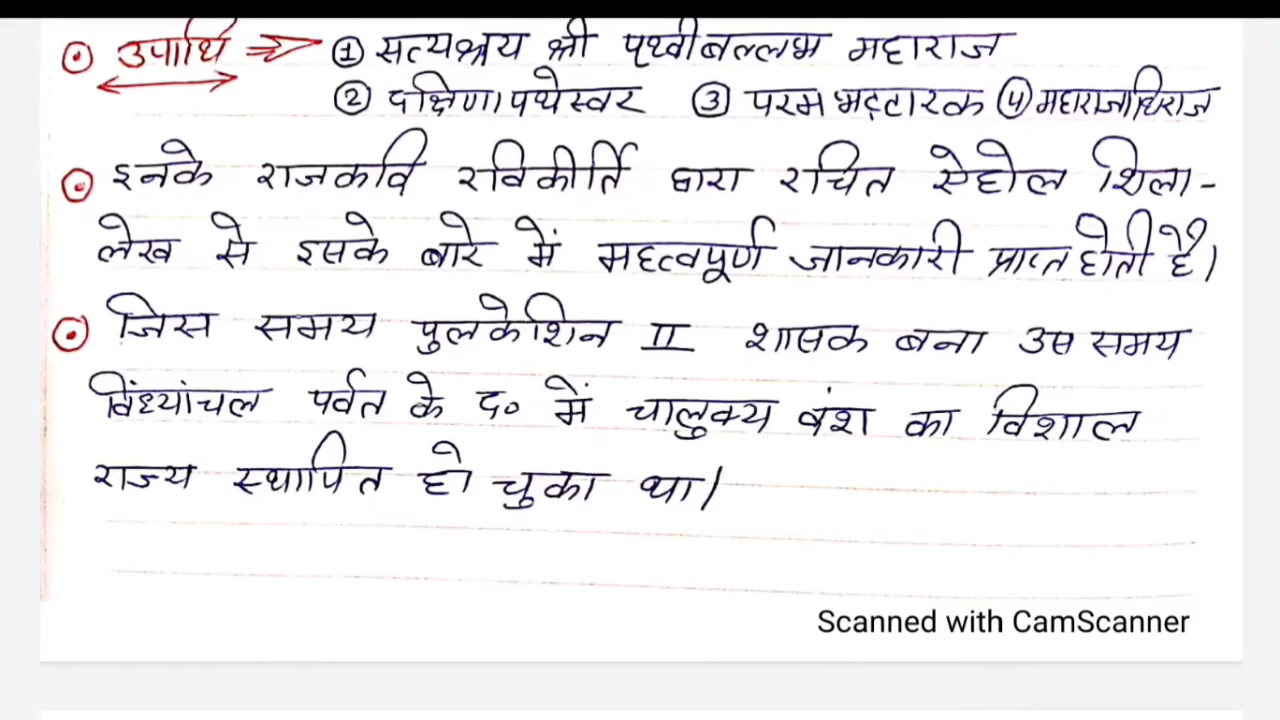 उपाधि ⇒ ① सत्यश्रय श्री पृथ्वीबल्लभ महाराज
② दक्षिणापथेस्वर ③ परमभट्टारक ④ महाराजाधिराज
इनके राजकवि रविकीर्ति द्वारा रचित ऐहोल शिला-
लेख से इसके बारे में महत्वपूर्ण जानकारी प्राप्त होती है।
जिस समय पुलकेशिन II शासक बना उस समय
विंध्यांचल पर्वत के द० में चालुक्य वंश का विशाल
राज्य स्थापित हो चुका था।
Scanned with CamScanner